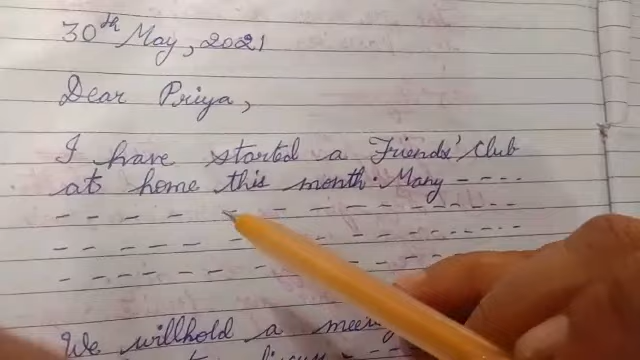 30th May, 2021
Dear Priya,
I have started a Friends' Club
at home this month. Many ----
We will hold a